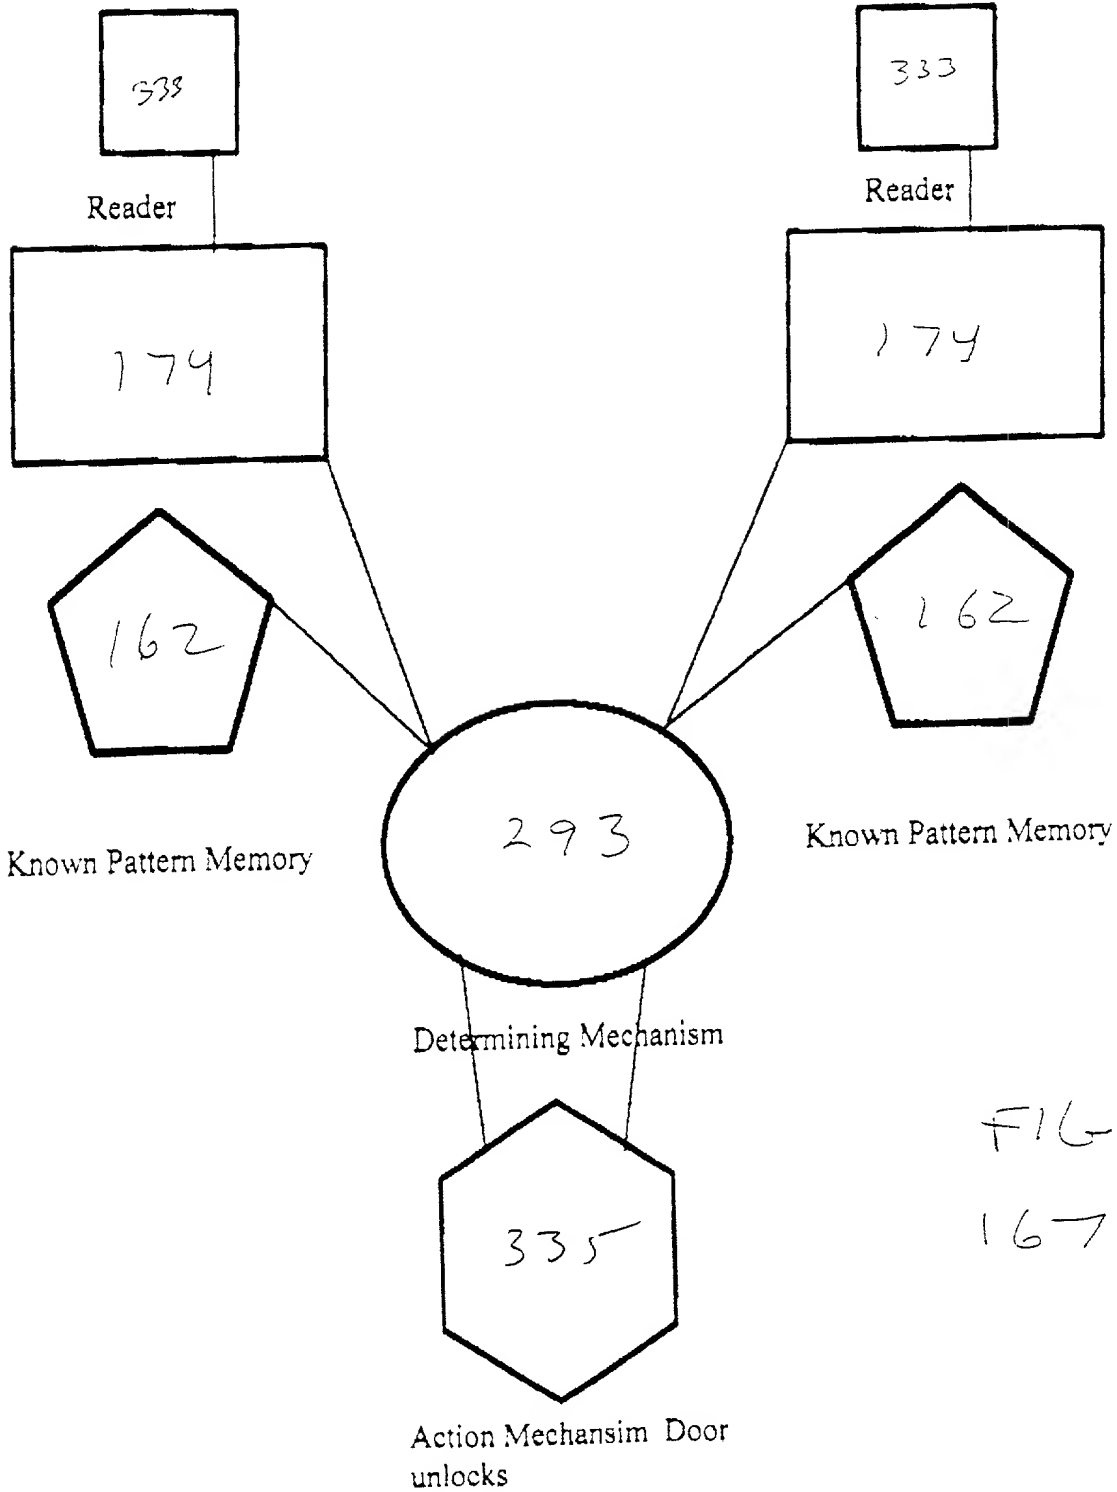 333
333
Reader
Reader
174
174
162
162
293
Known Pattern Memory
Known Pattern Memory
Determining Mechanism
FIG
167
335
Action Mechansim Door
unlocks